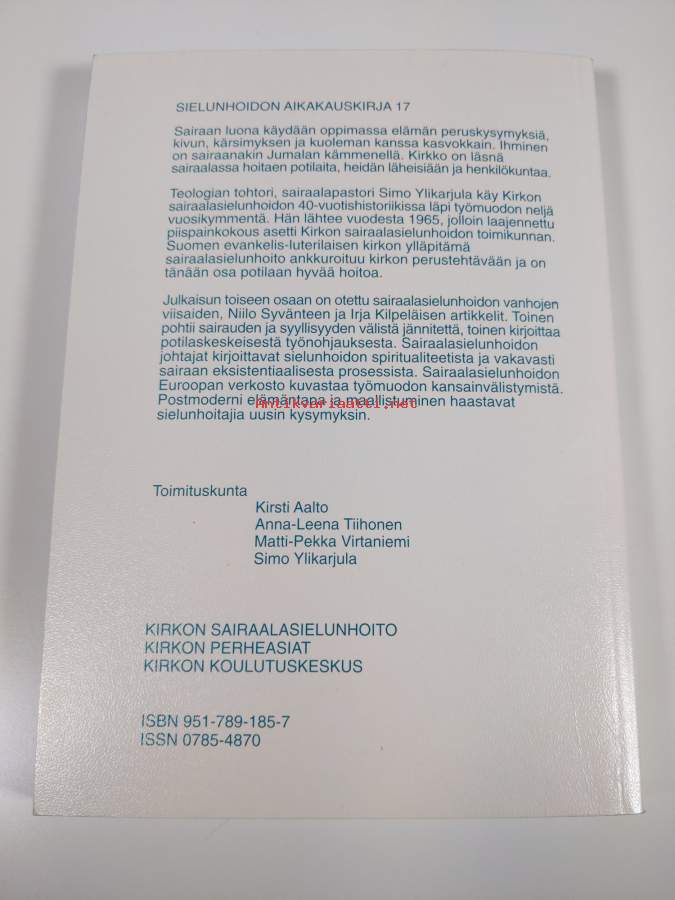 SIELUNHOIDON AIKAKAUSKIRJA 17
Sairaan luona käydään oppimassa elämän peruskysymyksiä,
kivun, kärsimyksen ja kuoleman kanssa kasvokkain. Ihminen
on sairaanakin Jumalan kämmenellä. Kirkko on läsnä
sairaalassa hoitaen potilaita, heidän läheisiään ja henkilökuntaa.
Teologian tohtori, sairaalapastori Simo Ylikarjula käy Kirkon
sairaalasielunhoidon 40-vuotishistoriikissa läpi työmuodon neljä
vuosikymmentä. Hän lähtee vuodesta 1965, jolloin laajennettu
piispainkokous asetti Kirkon sairaalasielunhoidon toimikunnan.
Suomen evankelis-luterilaisen kirkon ylläpitämä
sairaalasielunhoito ankkuroituu kirkon perustehtävään ja on
tänään osa potilaan hyvää hoitoa.
Julkaisun toiseen osaan on otettu sairaalasielunhoidon vanhojen
viisaiden, Niilo Syvänteen ja Irja Kilpeläisen artikkelit. Toinen
pohtii sairauden ja syyllisyyden välistä jännitettä, toinen kirjoittaa
potilaskeskeisestä työnohjauksesta. Sairaalasielunhoidon
johtajat kirjoittavat sielunhoidon spiritualiteetista ja vakavasti
sairaan eksistentiaalisesta prosessista. Sairaalasielunhoidon
Euroopan verkosto kuvastaa työmuodon kansainvälistymistä.
Postmoderni elämäntapa ja maallistuminen haastavat
Antikvariaatti.net
sielunhoitajia uusin kysymyksin.
Toimituskunta
Kirsti Aalto
Anna-Leena Tiihonen
Matti-Pekka Virtaniemi
Simo Ylikarjula
KIRKON SAIRAALASIELUNHOITO
KIRKON PERHEASIAT
KIRKON KOULUTUSKESKUS
ISBN 951-789-185-7
ISSN 0785-4870